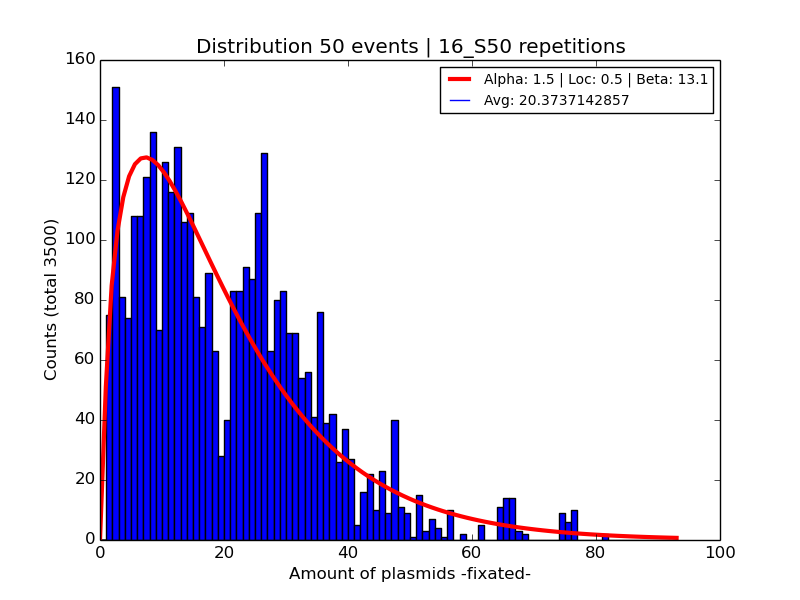 Distribution 50 events | 16_S50 repetitions
Alpha: 1.5 | Loc: 0.5 | Beta: 13.1
Avg: 20.3737142857
160
140
120
100
80
60
40
20
0
Counts (total 3500)
0 20 40 60 80 100
Amount of plasmids -fixated-